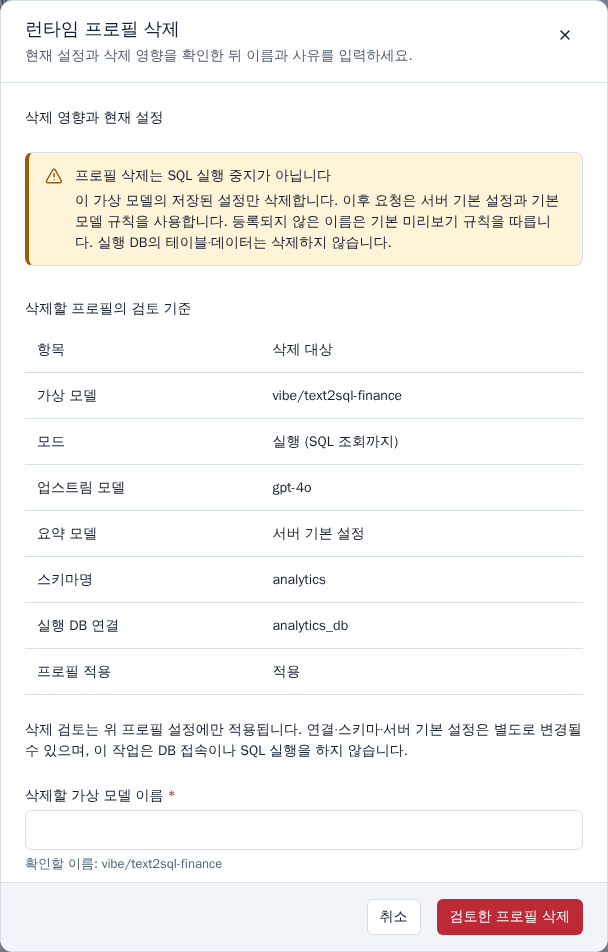 런타임 프로필 삭제
현재 설정과 삭제 영향을 확인한 뒤 이름과 사유를 입력하세요.
삭제 영향과 현재 설정
프로필 삭제는 SQL 실행 중지가 아닙니다
이 가상 모델의 저장된 설정만 삭제합니다. 이후 요청은 서버 기본 설정과 기본
모델 규칙을 사용합니다. 등록되지 않은 이름은 기본 미리보기 규칙을 따릅니
다. 실행 DB의 테이블·데이터는 삭제하지 않습니다.
삭제할 프로필의 검토 기준
항목 삭제 대상
가상 모델 vibe/text2sql-finance
모드 실행 (SQL 조회까지)
업스트림 모델 gpt-4o
요약 모델 서버 기본 설정
스키마명 analytics
실행 DB 연결 analytics_db
프로필 적용 적용
삭제 검토는 위 프로필 설정에만 적용됩니다. 연결·스키마·서버 기본 설정은 별도로 변경될
수 있으며, 이 작업은 DB 접속이나 SQL 실행을 하지 않습니다.
삭제할 가상 모델 이름 *
확인할 이름: vibe/text2sql-finance
취소 검토한 프로필 삭제